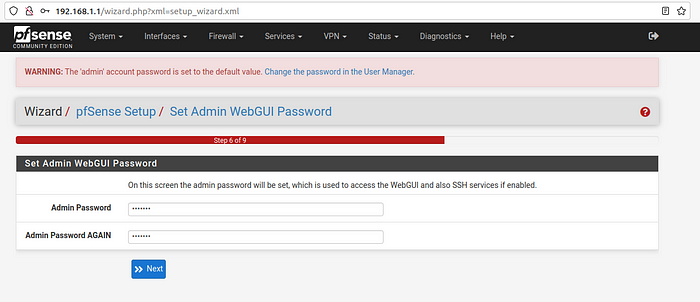 192.168.1.1/wizard.php?xml=setup_wizard.xml
pfsense
COMMUNITY EDITION
System Interfaces Firewall Services VPN Status Diagnostics Help
WARNING: The 'admin' account password is set to the default value. Change the password in the User Manager.
Wizard / pfSense Setup / Set Admin WebGUI Password
Step 6 of 9
Set Admin WebGUI Password
On this screen the admin password will be set, which is used to access the WebGUI and also SSH services if enabled.
Admin Password •••••••
Admin Password AGAIN •••••••
Next